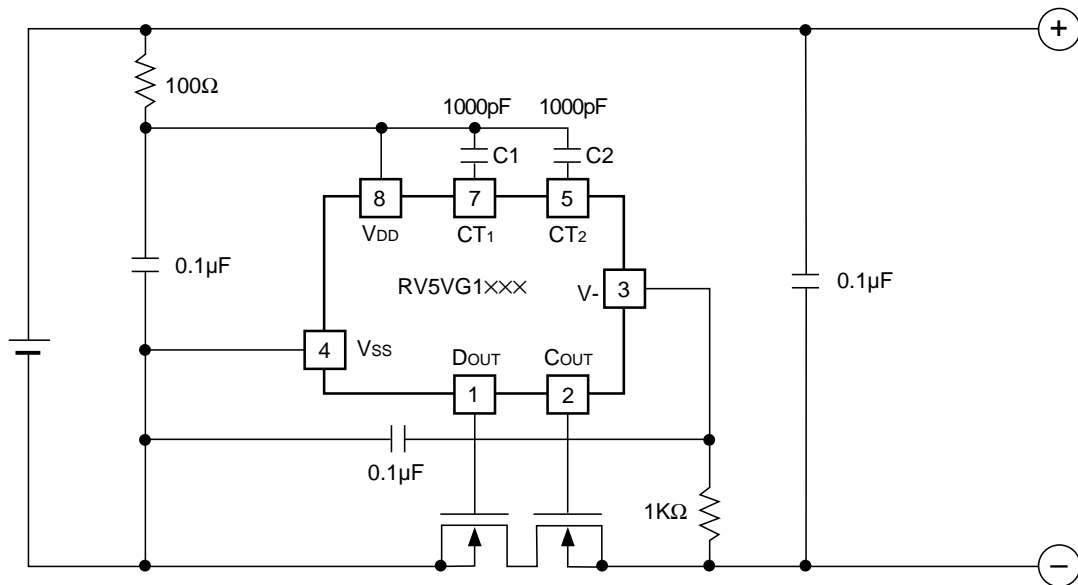 +
100Ω
1000pF 1000pF
C1 C2
8 7 5
VDD CT1 CT2
0.1µF RV5VG1××× V- 3 0.1µF
4 VSS
DOUT COUT
1 2
0.1µF
1KΩ
−